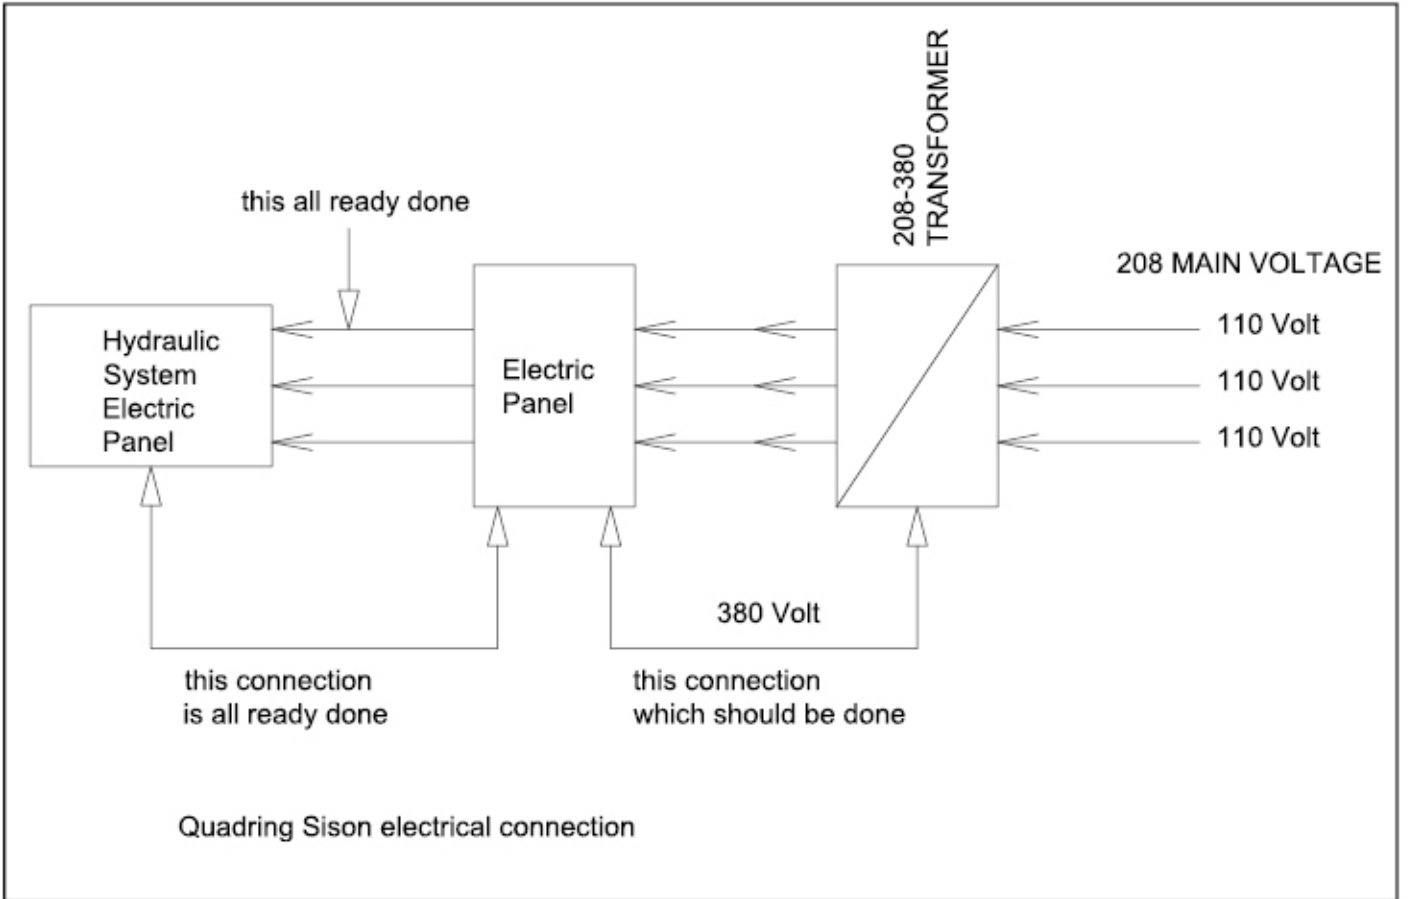 208-380
TRANSFORMER
this all ready done
208 MAIN VOLTAGE
110 Volt
110 Volt
110 Volt
Hydraulic
System
Electric
Panel
Electric
Panel
380 Volt
this connection
is all ready done
this connection
which should be done
Quadring Sison electrical connection